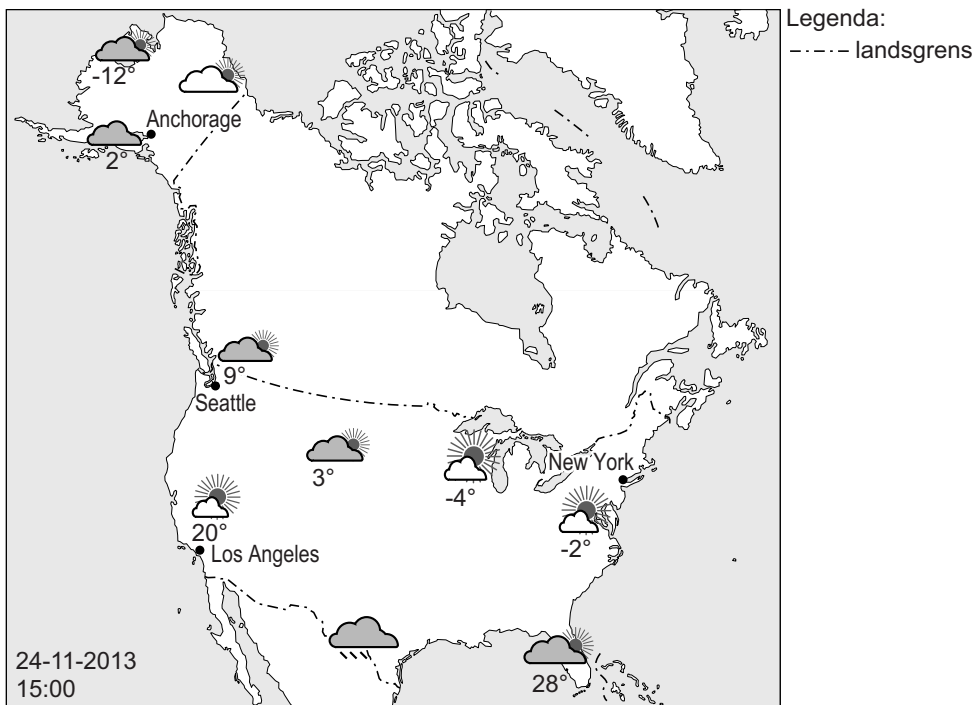 Legenda:
landsgrens
-12°
Anchorage
2°
9°
Seattle
3°
-4°
New York
20°
-2°
Los Angeles
28°
24-11-2013
15:00